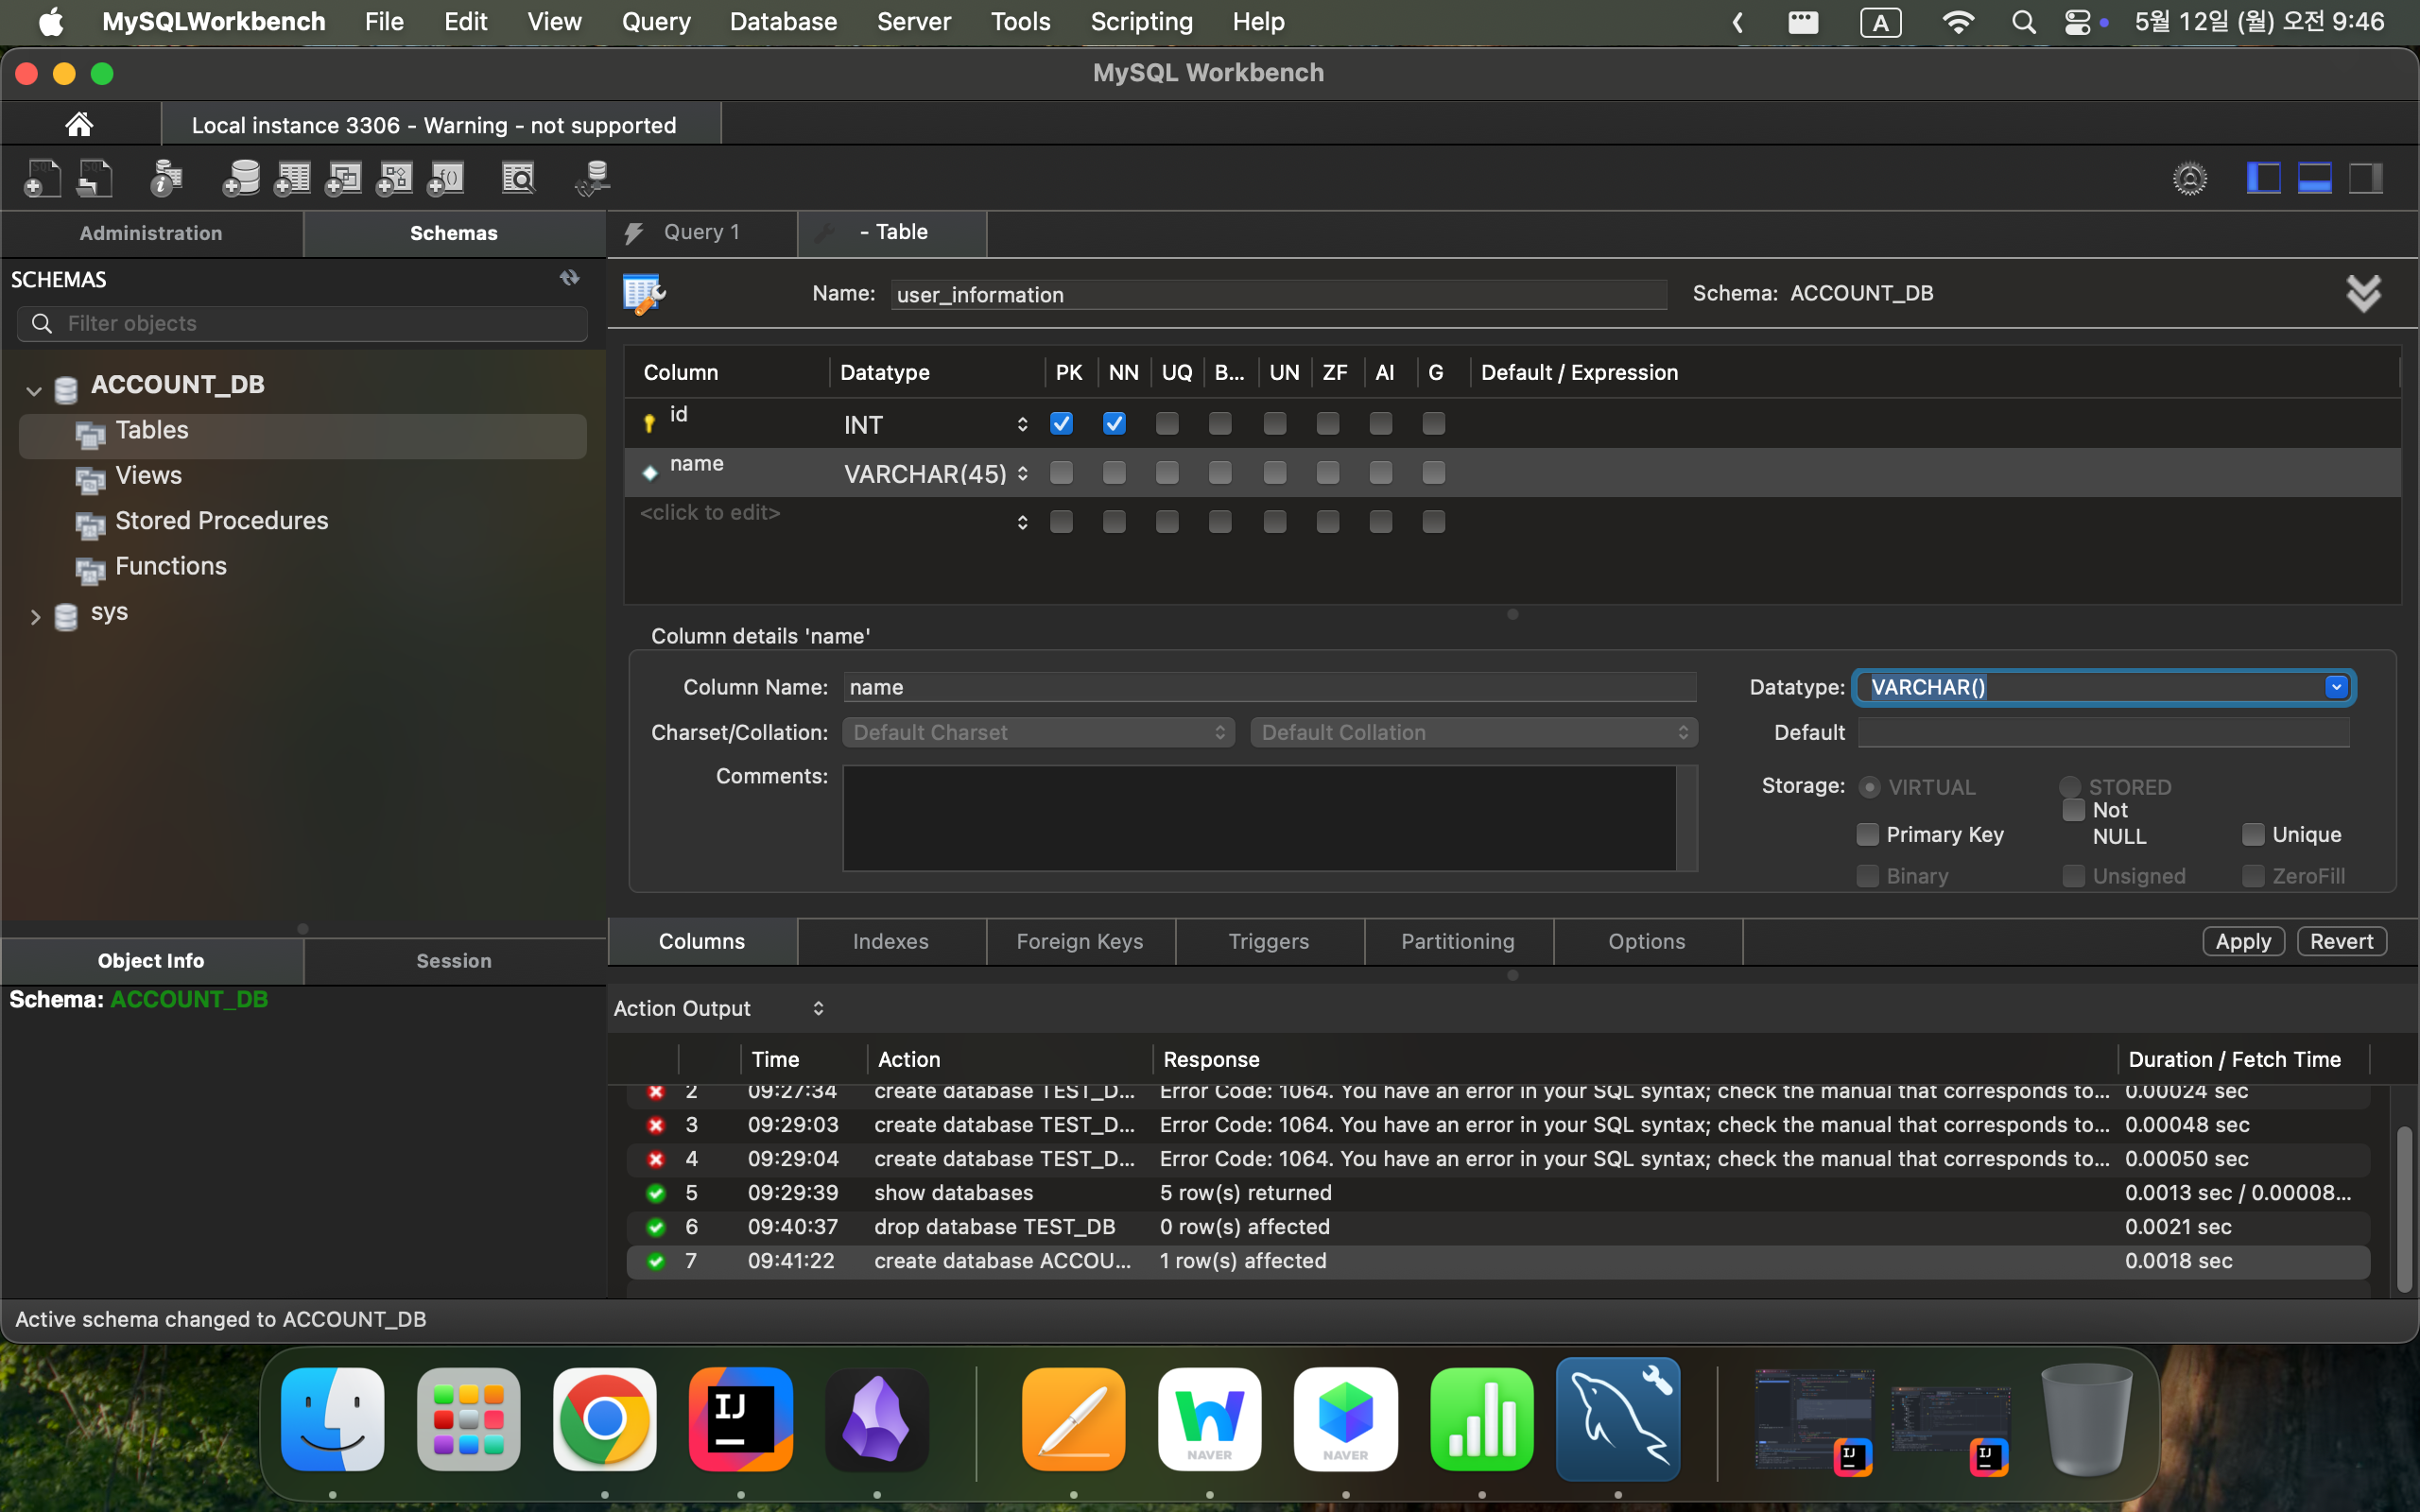 MySQLWorkbench File Edit View Query Database Server Tools Scripting Help A 5월 12일 (월) 오전 9:46
MySQL Workbench
Local instance 3306 - Warning - not supported
Administration Schemas Query 1 - Table
SCHEMAS
Name: user_information Schema: ACCOUNT_DB
Filter objects
ACCOUNT_DB
Tables
Views
Stored Procedures
Functions
sys
Column Datatype PK NN UQ B... UN ZF AI G Default / Expression
id INT
name VARCHAR(45)
<click to edit>
Column details 'name'
Column Name: name Datatype: VARCHAR()
Charset/Collation: Default Charset Default Collation Default
Comments:
Storage: VIRTUAL STORED
Primary Key Not NULL Unique
Binary Unsigned ZeroFill
Columns Indexes Foreign Keys Triggers Partitioning Options Apply Revert
Object Info Session
Schema: ACCOUNT_DB
Action Output
Time Action Response Duration / Fetch Time
2 09:27:34 create database TEST_D... Error Code: 1064. You have an error in your SQL syntax; check the manual that corresponds to... 0.00024 sec
3 09:29:03 create database TEST_D... Error Code: 1064. You have an error in your SQL syntax; check the manual that corresponds to... 0.00048 sec
4 09:29:04 create database TEST_D... Error Code: 1064. You have an error in your SQL syntax; check the manual that corresponds to... 0.00050 sec
5 09:29:39 show databases 5 row(s) returned 0.0013 sec / 0.00008...
6 09:40:37 drop database TEST_DB 0 row(s) affected 0.0021 sec
7 09:41:22 create database ACCOU... 1 row(s) affected 0.0018 sec
Active schema changed to ACCOUNT_DB
IJ
W NAVER
NAVER
IJ
IJ